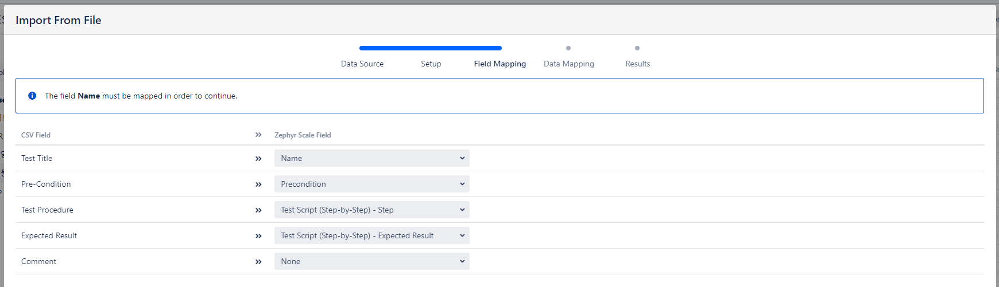 Import From File
Data Source Setup Field Mapping Data Mapping Results
The field Name must be mapped in order to continue.
CSV Field » Zephyr Scale Field
Test Title » Name
Pre-Condition » Precondition
Test Procedure » Test Script (Step-by-Step) - Step
Expected Result » Test Script (Step-by-Step) - Expected Result
Comment » None